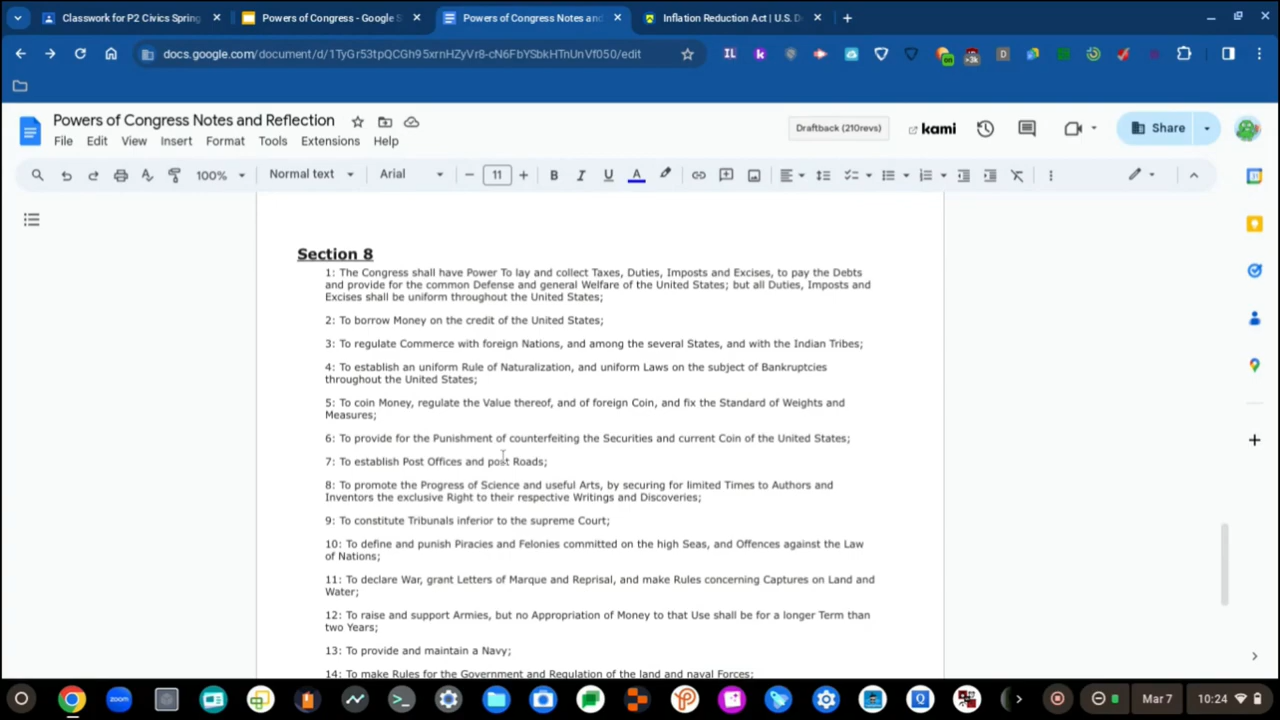 Classwork for P2 Civics Spring
Powers of Congress - Google S
Powers of Congress Notes and
Inflation Reduction Act | U.S. D
docs.google.com/document/d/1TyGr53tpQCGh95xrnHZyVr8-cN6FbYSbkHTnUnVf050/edit
Powers of Congress Notes and Reflection
Draftback (210revs)
kami
Share
File Edit View Insert Format Tools Extensions Help
100% Normal text Arial 11
Section 8
1: The Congress shall have Power To lay and collect Taxes, Duties, Imposts and Excises, to pay the Debts
and provide for the common Defense and general Welfare of the United States; but all Duties, Imposts and
Excises shall be uniform throughout the United States;
2: To borrow Money on the credit of the United States;
3: To regulate Commerce with foreign Nations, and among the several States, and with the Indian Tribes;
4: To establish an uniform Rule of Naturalization, and uniform Laws on the subject of Bankruptcies
throughout the United States;
5: To coin Money, regulate the Value thereof, and of foreign Coin, and fix the Standard of Weights and
Measures;
6: To provide for the Punishment of counterfeiting the Securities and current Coin of the United States;
7: To establish Post Offices and post Roads;
8: To promote the Progress of Science and useful Arts, by securing for limited Times to Authors and
Inventors the exclusive Right to their respective Writings and Discoveries;
9: To constitute Tribunals inferior to the supreme Court;
10: To define and punish Piracies and Felonies committed on the high Seas, and Offences against the Law
of Nations;
11: To declare War, grant Letters of Marque and Reprisal, and make Rules concerning Captures on Land and
Water;
12: To raise and support Armies, but no Appropriation of Money to that Use shall be for a longer Term than
two Years;
13: To provide and maintain a Navy;
14: To make Rules for the Government and Regulation of the land and naval Forces;
zoom
Mar 7
10:24